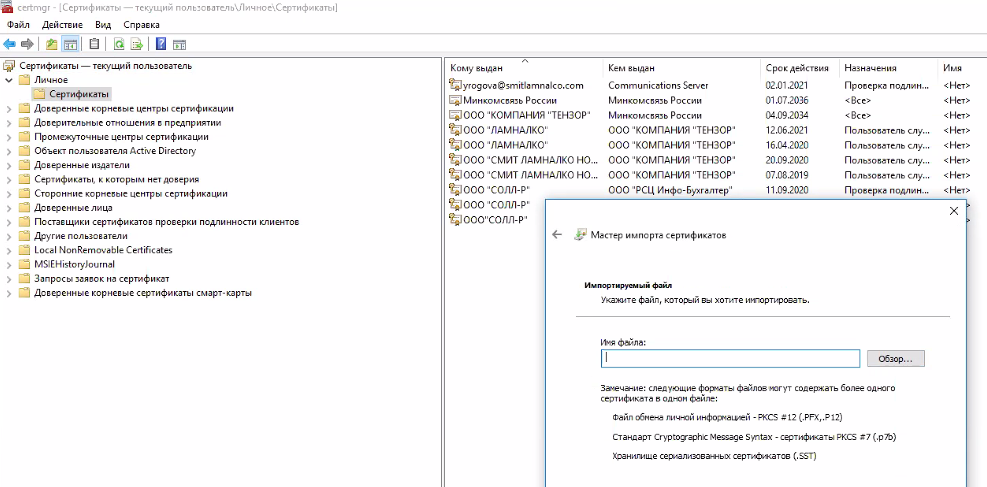 certmgr - [Сертификаты — текущий пользователь\Личное\Сертификаты]
Файл Действие Вид Справка
Сертификаты — текущий пользователь
Личное
Сертификаты
Доверенные корневые центры сертификации
Доверительные отношения в предприятии
Промежуточные центры сертификации
Объект пользователя Active Directory
Доверенные издатели
Сертификаты, к которым нет доверия
Сторонние корневые центры сертификации
Доверенные лица
Поставщики сертификатов проверки подлинности клиентов
Другие пользователи
Local NonRemovable Certificates
MSIEHistoryJournal
Запросы заявок на сертификат
Доверенные корневые сертификаты смарт-карты
Кому выдан Кем выдан Срок действия Назначения Имя
yrogova@smitlamnalco.com Communications Server 02.01.2021 Проверка подлин... <Нет>
Минкомсвязь России Минкомсвязь России 01.07.2036 <Все> <Нет>
ООО "КОМПАНИЯ "ТЕНЗОР" Минкомсвязь России 04.09.2034 <Все> <Нет>
ООО "ЛАМНАЛКО" ООО "КОМПАНИЯ "ТЕНЗОР" 12.06.2021 Пользователь слу... <Нет>
ООО "ЛАМНАЛКО" ООО "КОМПАНИЯ "ТЕНЗОР" 16.04.2020 Пользователь слу... <Нет>
ООО "СМИТ ЛАМНАЛКО НО... ООО "КОМПАНИЯ "ТЕНЗОР" 20.09.2020 Пользователь слу... <Нет>
ООО "СМИТ ЛАМНАЛКО НО... ООО "КОМПАНИЯ "ТЕНЗОР" 07.08.2019 Пользователь слу... <Нет>
ООО "СОЛЛ-Р" ООО "РСЦ Инфо-Бухгалтер" 11.09.2020 Проверка подлин... <Нет>
ООО "СОЛЛ-Р"
ООО"СОЛЛ-Р"
Мастер импорта сертификатов
Импортируемый файл
Укажите файл, который вы хотите импортировать.
Имя файла:
Обзор...
Замечание: следующие форматы файлов могут содержать более одного
сертификата в одном файле:
Файл обмена личной информацией - PKCS #12 (.PFX,.P12)
Стандарт Cryptographic Message Syntax - сертификаты PKCS #7 (.p7b)
Хранилище сериализованных сертификатов (.SST)